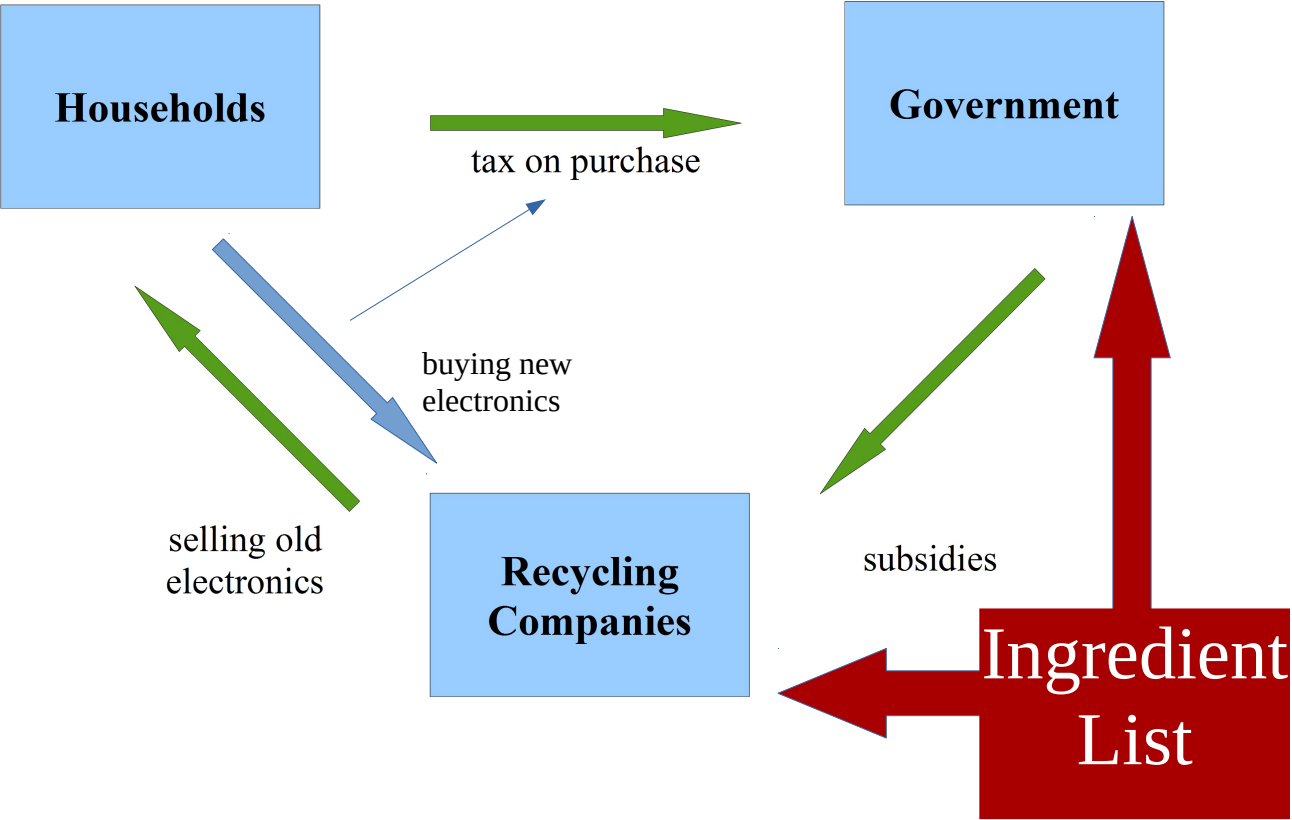 Households
Government
tax on purchase
buying new
electronics
selling old
electronics
subsidies
Recycling
Companies
Ingredient
List